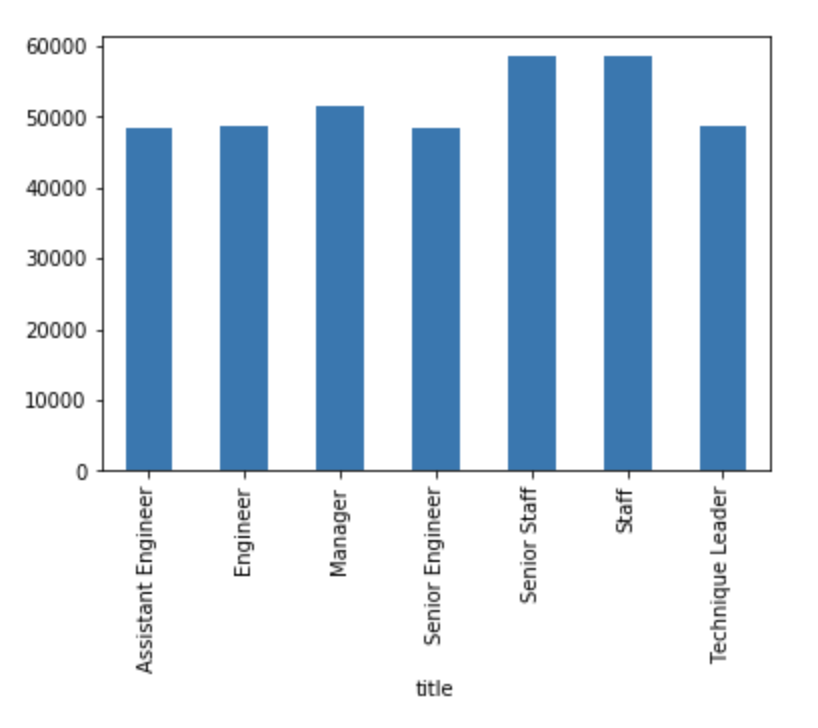 60000
50000
40000
30000
20000
10000
0
Assistant Engineer
Engineer
Manager
Senior Engineer
Senior Staff
Staff
Technique Leader
title